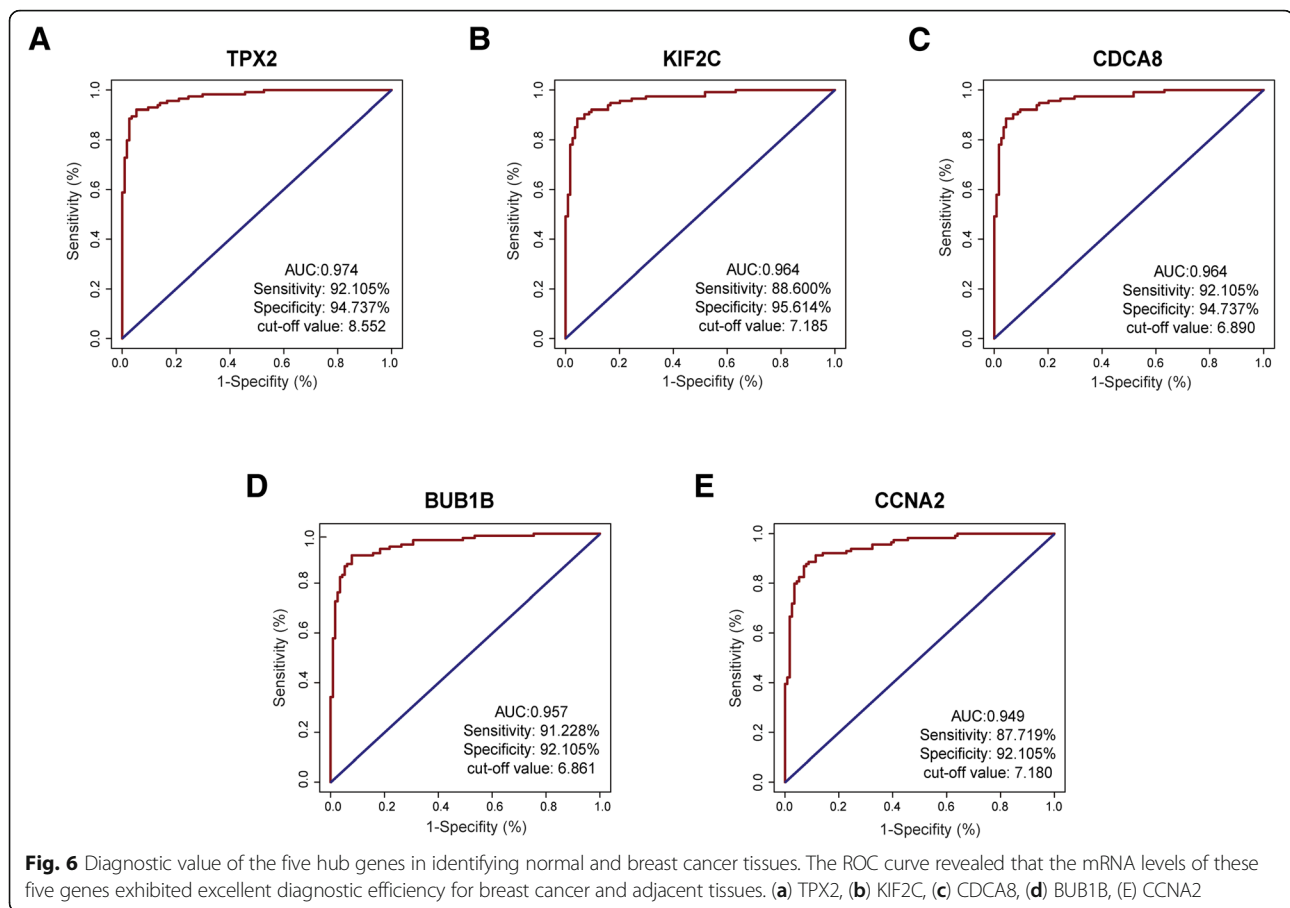 A
TPX2
Sensitivity (%)
0.0 0.2 0.4 0.6 0.8 1.0
AUC:0.974
Sensitivity: 92.105%
Specificity: 94.737%
cut-off value: 8.552
0.0 0.2 0.4 0.6 0.8 1.0
1-Specifity (%)
B
KIF2C
Sensitivity (%)
0.0 0.2 0.4 0.6 0.8 1.0
AUC:0.964
Sensitivity: 88.600%
Specificity: 95.614%
cut-off value: 7.185
0.0 0.2 0.4 0.6 0.8 1.0
1-Specifity (%)
C
CDCA8
Sensitivity (%)
0.0 0.2 0.4 0.6 0.8 1.0
AUC:0.964
Sensitivity: 92.105%
Specificity: 94.737%
cut-off value: 6.890
0.0 0.2 0.4 0.6 0.8 1.0
1-Specifity (%)
D
BUB1B
Sensitivity (%)
0.0 0.2 0.4 0.6 0.8 1.0
AUC:0.957
Sensitivity: 91.228%
Specificity: 92.105%
cut-off value: 6.861
0.0 0.2 0.4 0.6 0.8 1.0
1-Specifity (%)
E
CCNA2
Sensitivity (%)
0.0 0.2 0.4 0.6 0.8 1.0
AUC:0.949
Sensitivity: 87.719%
Specificity: 92.105%
cut-off value: 7.180
0.0 0.2 0.4 0.6 0.8 1.0
1-Specifity (%)
Fig. 6 Diagnostic value of the five hub genes in identifying normal and breast cancer tissues. The ROC curve revealed that the mRNA levels of these
five genes exhibited excellent diagnostic efficiency for breast cancer and adjacent tissues. (a) TPX2, (b) KIF2C, (c) CDCA8, (d) BUB1B, (E) CCNA2